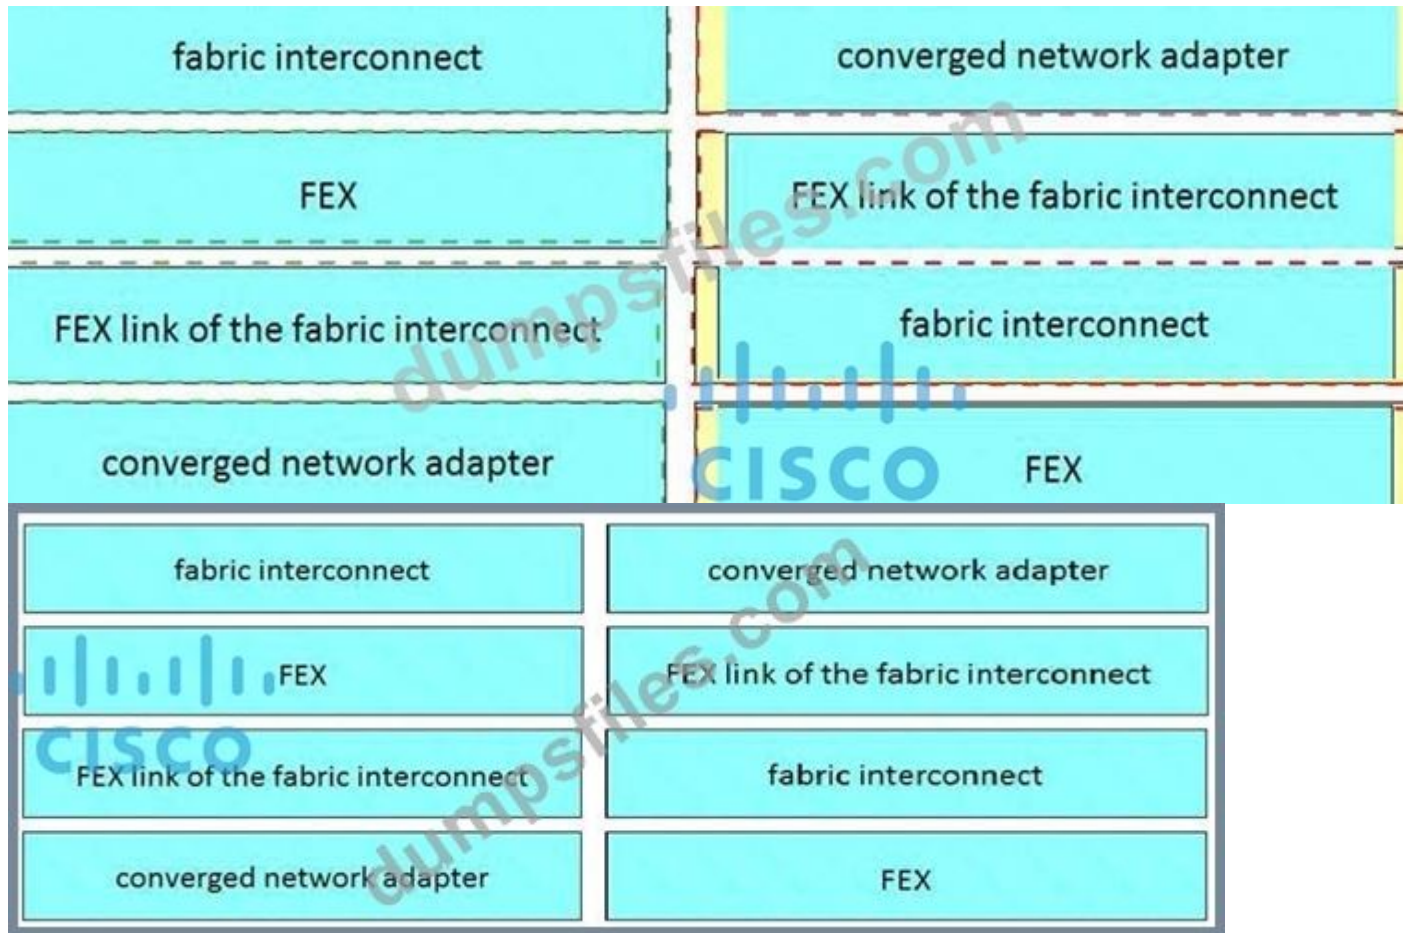 fabric interconnect
converged network adapter
FEX
FEX link of the fabric interconnect
FEX link of the fabric interconnect
fabric interconnect
converged network adapter
FEX
dumpsfiles.com
CISCO
fabric interconnect
converged network adapter
FEX
FEX link of the fabric interconnect
FEX link of the fabric interconnect
fabric interconnect
converged network adapter
FEX
CISCO
dumpsfiles.com